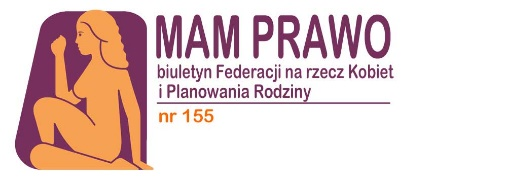 MAM PRAWO
biuletyn Federacji na rzecz Kobiet
i Planowania Rodziny
nr 155